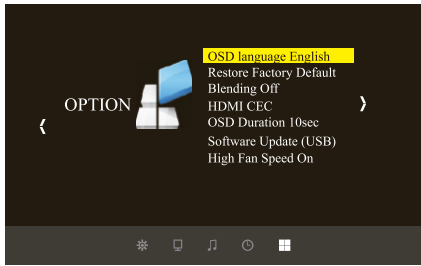 OPTION
OSD language English
Restore Factory Default
Blending Off
HDMI CEC
OSD Duration 10sec
Software Update (USB)
High Fan Speed On